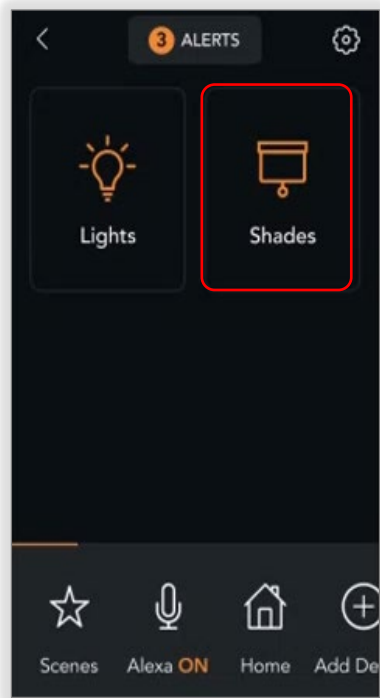 3 ALERTS
Lights
Shades
Scenes
Alexa ON
Home
Add De